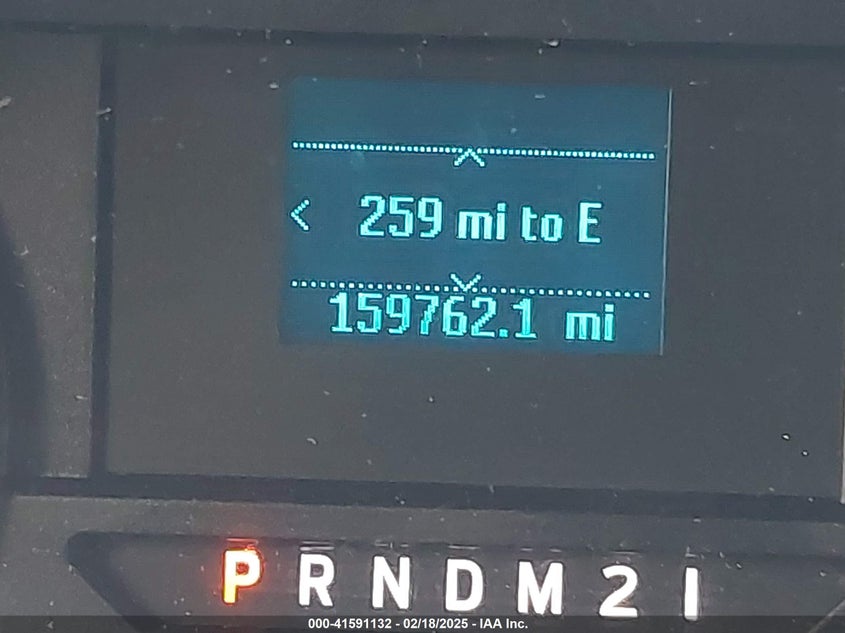 259 mi to E
159762.1 mi
P R N D M 2 1
000-41591132 - 02/18/2025 - IAA Inc.